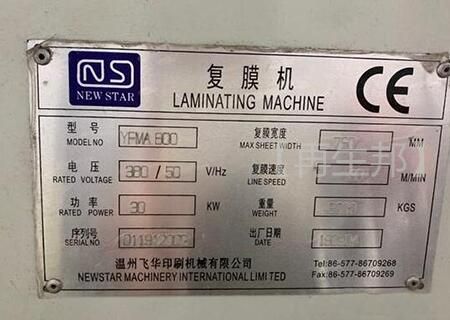 NS
NEW STAR
复膜机
LAMINATING MACHINE
CE
型号
MODEL NO YFMA 800
复膜宽度
MAX SHEET WIDTH MM
电压
RATED VOLTAGE 380/50 V/Hz
复膜速度
LINE SPEED M/MIN
功率
RATED POWER 30 KW
重量
WEIGHT KGS
序列号
SERIAL NO
出厂日期
DATE
温州飞华印刷机械有限公司
NEWSTAR MACHINERY INTERNATIONAL LIMITED
Tel:86-577-86709268
Fax:86-577-86709269
再生邦